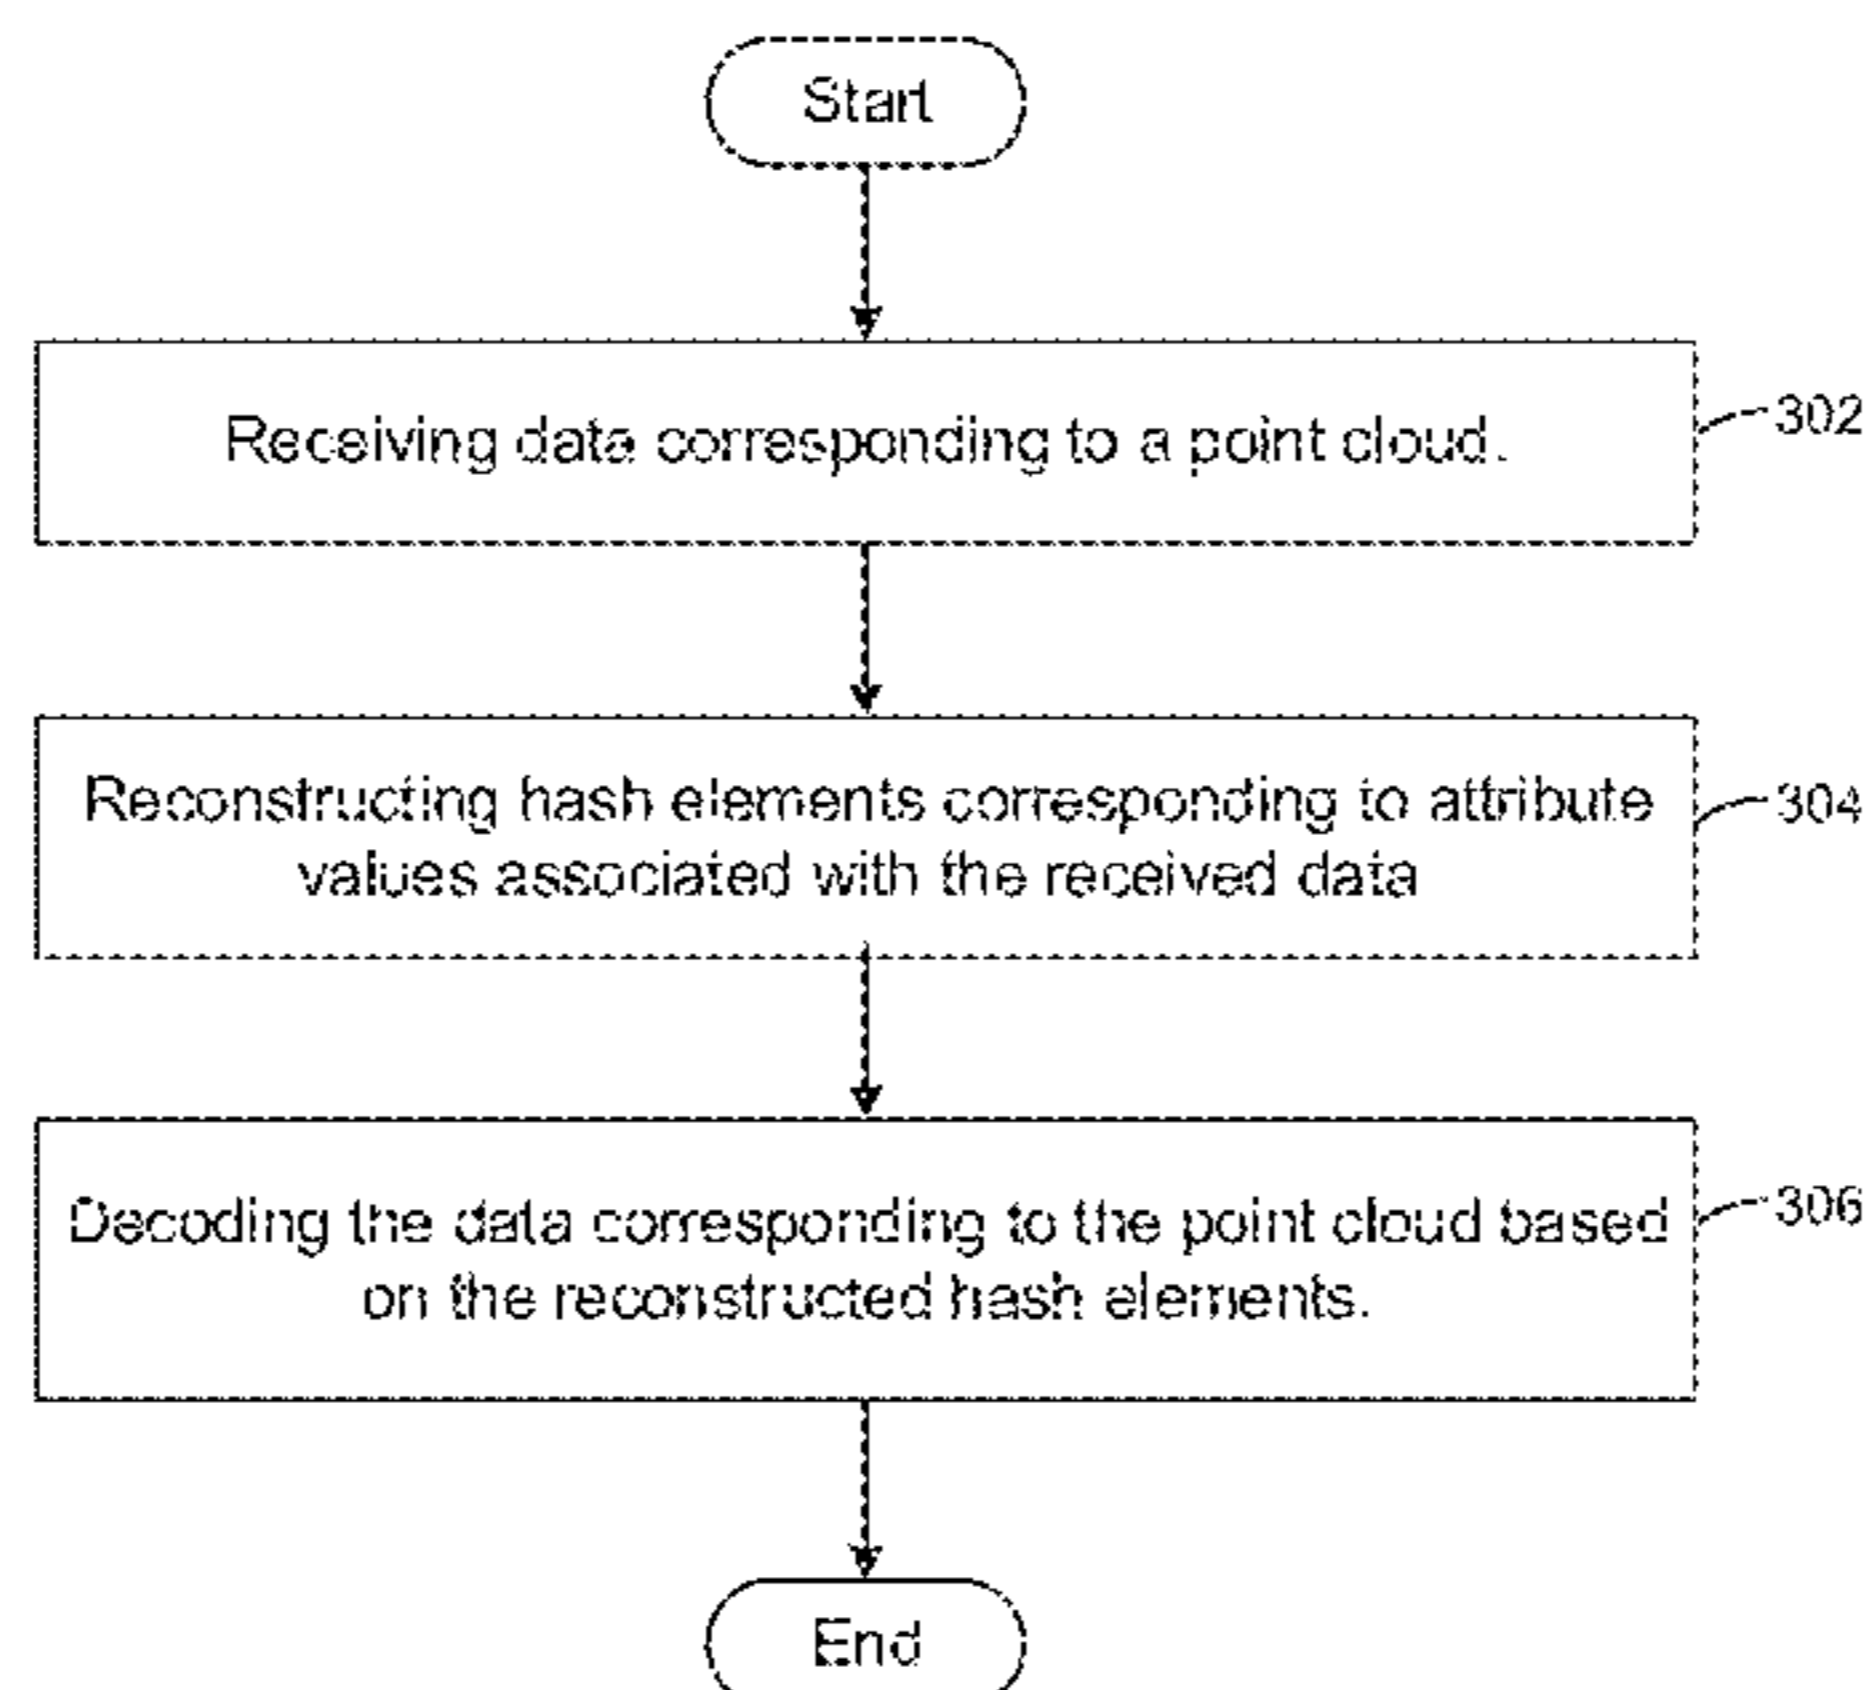 Start
Receiving data corresponding to a point cloud.
302
Reconstructing hash elements corresponding to attribute
values associated with the received data
304
Decoding the data corresponding to the point cloud based
on the reconstructed hash elements.
306
End